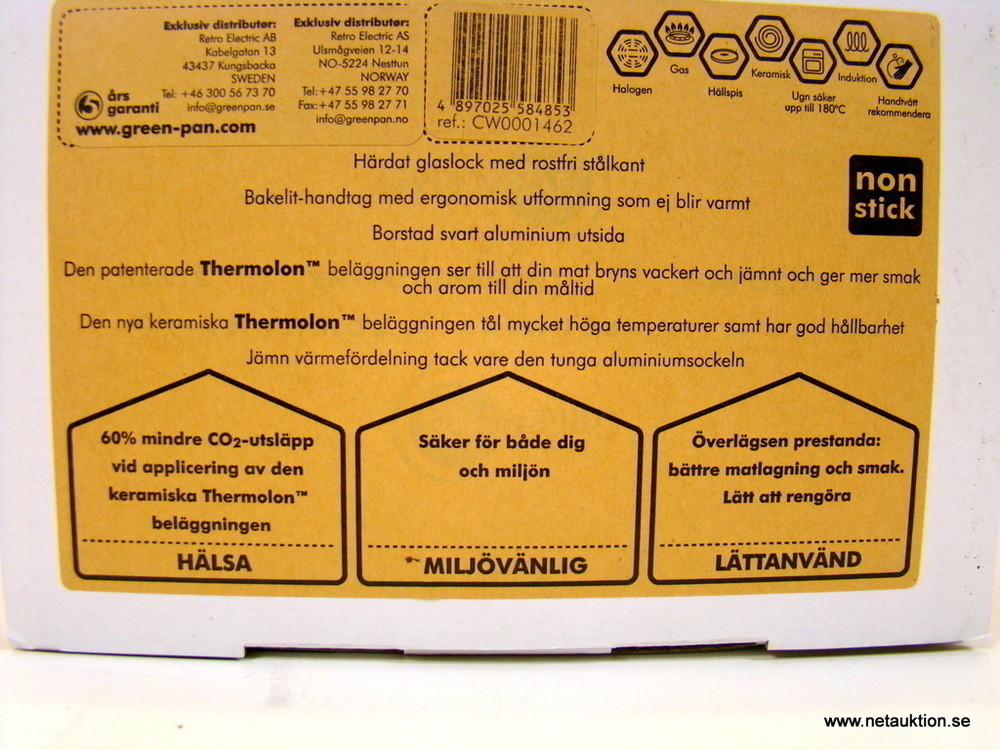 Exklusiv distributør:
Retro Electric AB
Kabelgatan 13
43437 Kungsbacka
SWEDEN
Tel: +46 300 56 73 70
info@greenpan.se
5 års
garanti
www.green-pan.com
Exklusiv distributør:
Retro Electric AS
Ulsmågveien 12-14
NO-5224 Nesttun
NORWAY
Tel:+47 55 98 27 70
Fax:+47 55 98 27 71
info@greenpan.no
4 897025 584853
ref.: CW0001462
Halogen
Gas
Hällspis
Keramisk
Ugn säker
upp till 180°C
Induktion
Handtvätt
rekommendera
non
stick
Härdat glaslock med rostfri stålkant
Bakelit-handtag med ergonomisk utformning som ej blir varmt
Borstad svart aluminium utsida
Den patenterade Thermolon™ beläggningen ser till att din mat bryns vackert och jämnt och ger mer smak
och arom till din måltid
Den nya keramiska Thermolon™ beläggningen tål mycket höga temperaturer samt har god hållbarhet
Jämn värmefördelning tack vare den tunga aluminiumsockeln
60% mindre CO2-utsläpp
vid applicering av den
keramiska Thermolon™
beläggningen
HÄLSA
Säker för både dig
och miljön
MILJÖVÄNLIG
Överlägsen prestanda:
bättre matlagning och smak.
Lätt att rengöra
LÄTTANVÄND
www.netauktion.se